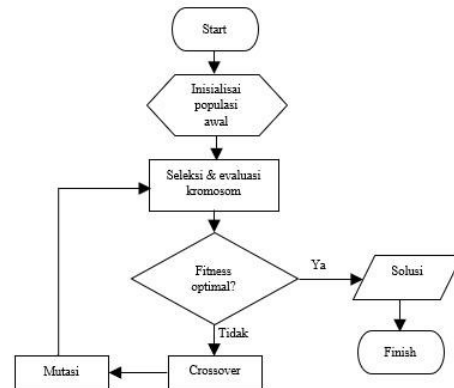 Start
Inisialisai
populasi
awal
Seleksi & evaluasi
kromosom
Fitness
optimal?
Ya
Solusi
Tidak
Finish
Mutasi
Crossover